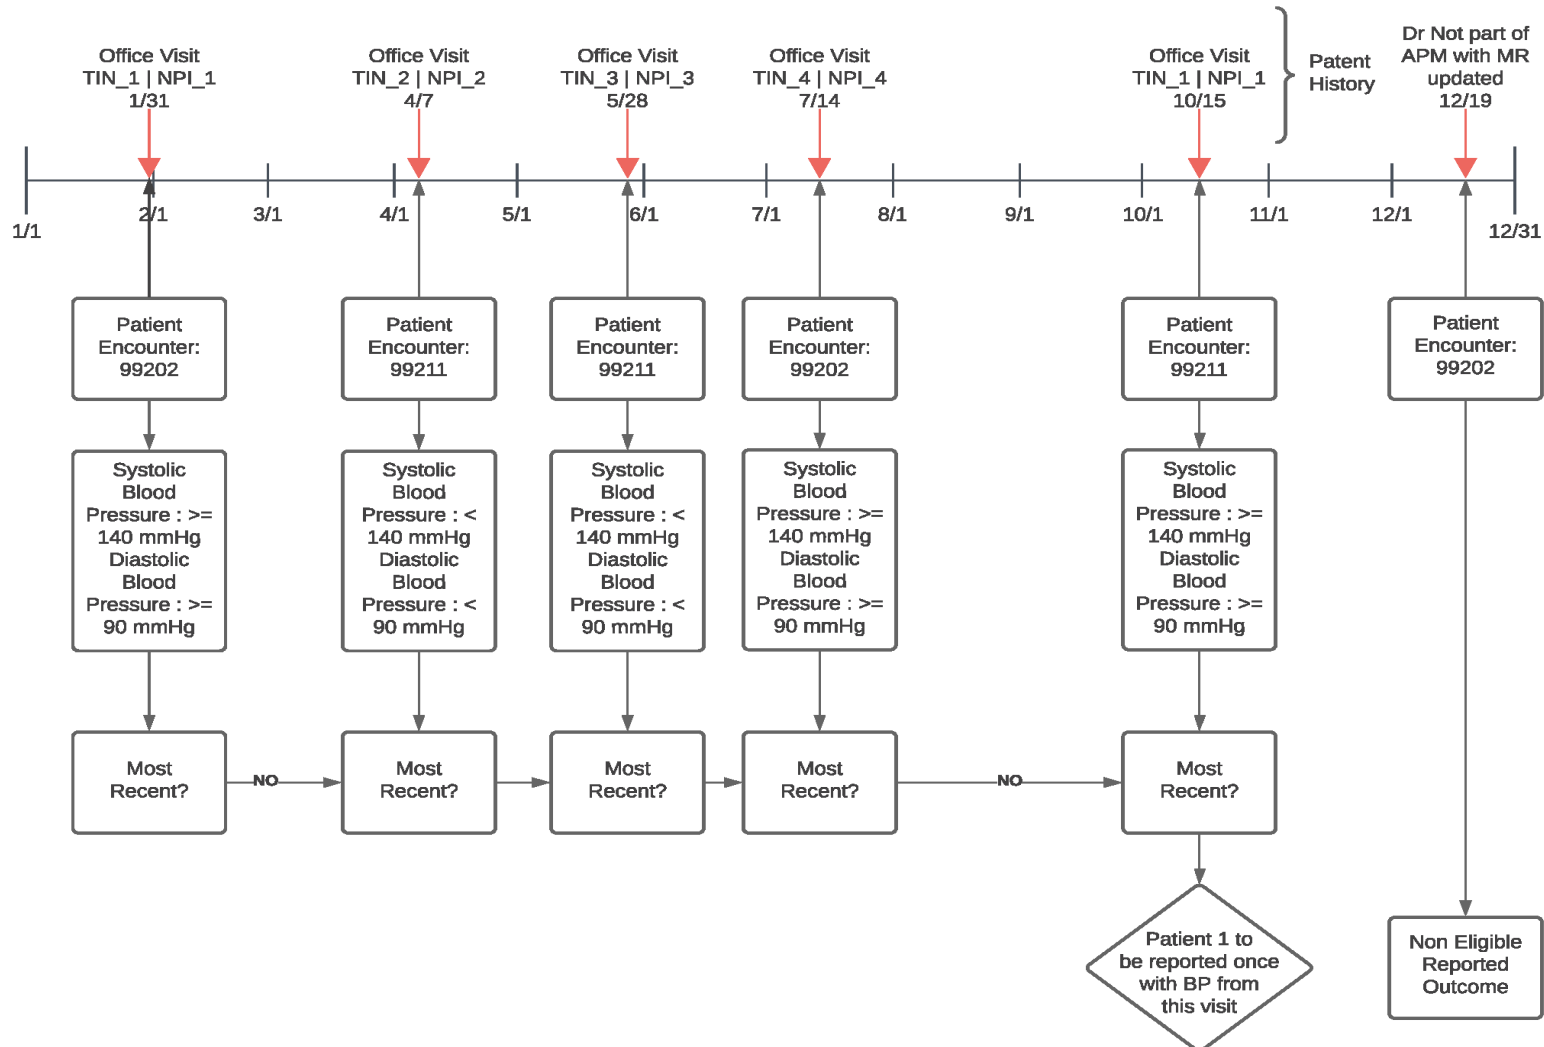 Office Visit
TIN_1 | NPI_1
1/31
Office Visit
TIN_2 | NPI_2
4/7
Office Visit
TIN_3 | NPI_3
5/28
Office Visit
TIN_4 | NPI_4
7/14
Office Visit
TIN_1 | NPI_1
10/15
Patent
History
Dr Not part of
APM with MR
updated
12/19
1/1
2/1
3/1
4/1
5/1
6/1
7/1
8/1
9/1
10/1
11/1
12/1
12/31
Patient
Encounter:
99202
Patient
Encounter:
99211
Patient
Encounter:
99211
Patient
Encounter:
99202
Patient
Encounter:
99211
Patient
Encounter:
99202
Systolic
Blood
Pressure : >=
140 mmHg
Diastolic
Blood
Pressure : >=
90 mmHg
Systolic
Blood
Pressure : <
140 mmHg
Diastolic
Blood
Pressure : <
90 mmHg
Systolic
Blood
Pressure : <
140 mmHg
Diastolic
Blood
Pressure : <
90 mmHg
Systolic
Blood
Pressure : >=
140 mmHg
Diastolic
Blood
Pressure : >=
90 mmHg
Systolic
Blood
Pressure : >=
140 mmHg
Diastolic
Blood
Pressure : >=
90 mmHg
Most
Recent?
NO
Most
Recent?
Most
Recent?
Most
Recent?
NO
Most
Recent?
Patient 1 to
be reported once
with BP from
this visit
Non Eligible
Reported
Outcome